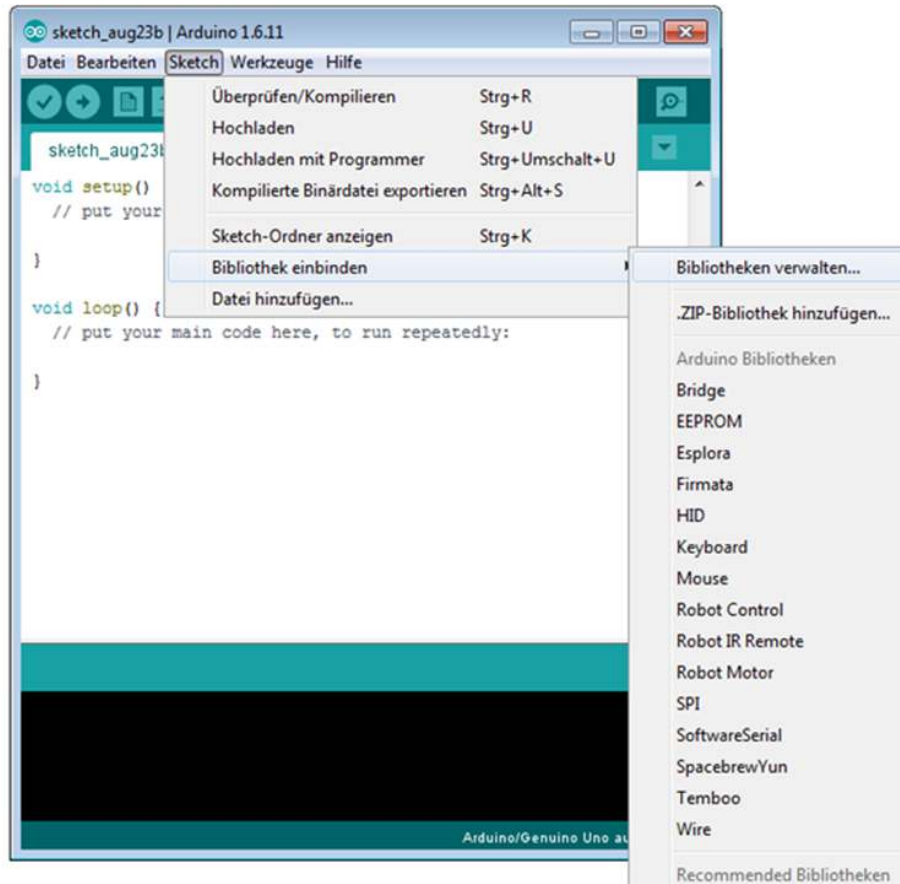 sketch_aug23b | Arduino 1.6.11
Datei Bearbeiten Sketch Werkzeuge Hilfe
Überprüfen/Kompilieren Strg+R
Hochladen Strg+U
Hochladen mit Programmer Strg+Umschalt+U
Kompilierte Binärdatei exportieren Strg+Alt+S
Sketch-Ordner anzeigen Strg+K
Bibliothek einbinden
Datei hinzufügen...
sketch_aug23b
void setup()
// put your
}
void loop() {
// put your main code here, to run repeatedly:
}
Bibliotheken verwalten...
.ZIP-Bibliothek hinzufügen...
Arduino Bibliotheken
Bridge
EEPROM
Esplora
Firmata
HID
Keyboard
Mouse
Robot Control
Robot IR Remote
Robot Motor
SPI
SoftwareSerial
SpacebrewYun
Temboo
Wire
Recommended Bibliotheken
Arduino/Genuino Uno au